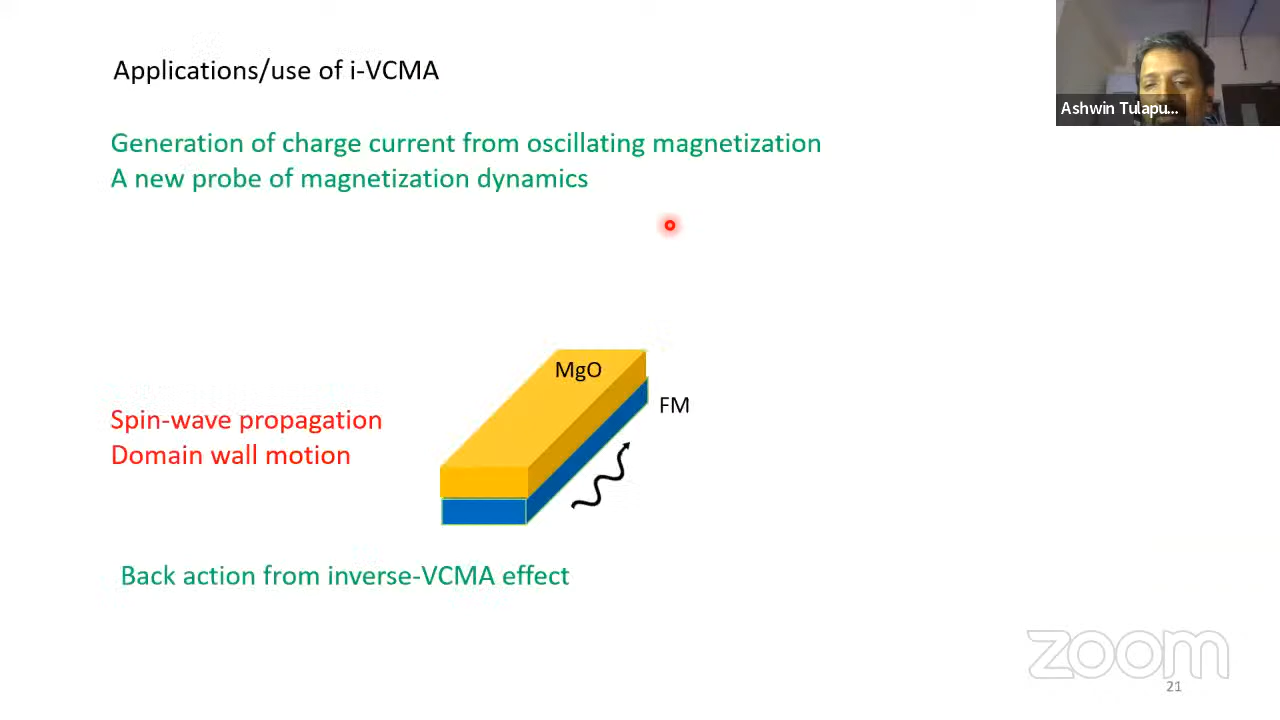 Applications/use of i-VCMA
Ashwin Tulapu...
Generation of charge current from oscillating magnetization
A new probe of magnetization dynamics
MgO
FM
Spin-wave propagation
Domain wall motion
Back action from inverse-VCMA effect
zoom
21